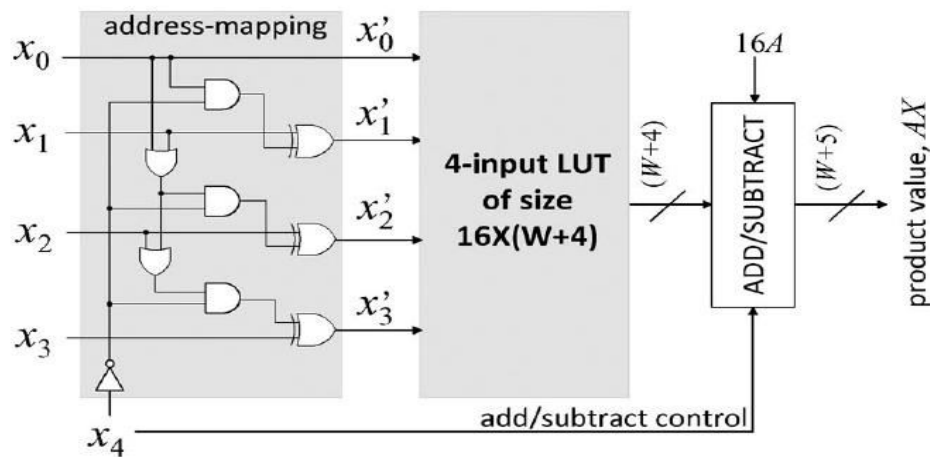 address-mapping
x₀
x′₀
16A
x₁
x′₁
4-input LUT
of size
16X(W+4)
(W+4)
ADD/SUBTRACT
(W+5)
product value, AX
x₂
x′₂
x₃
x′₃
x₄
add/subtract control